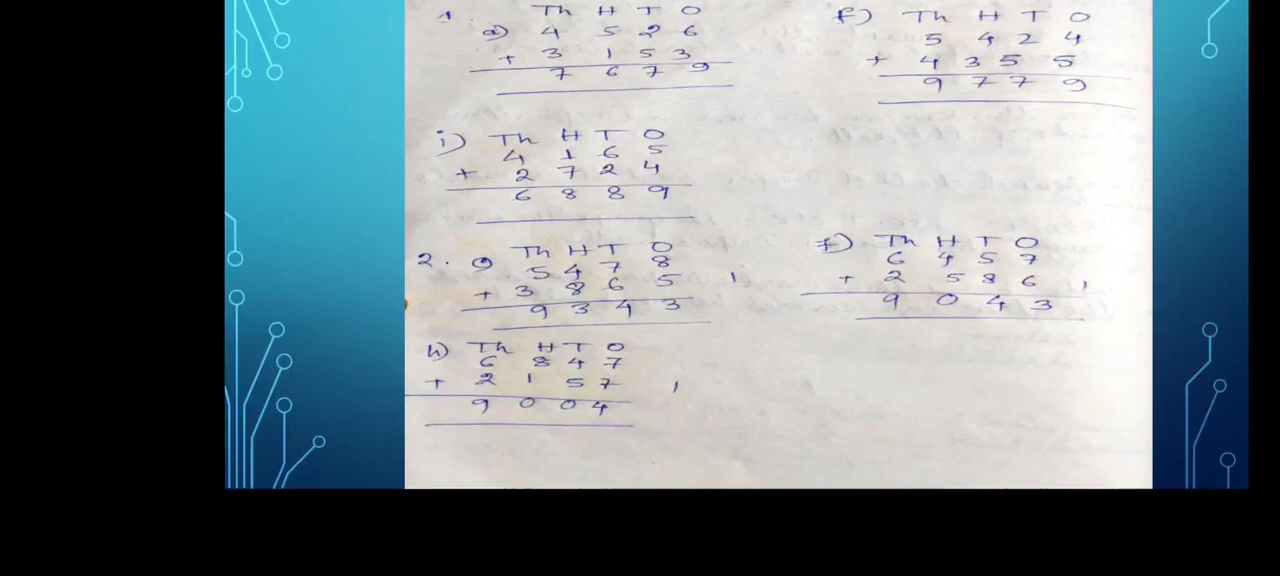 1. Th H T O
a) 4 5 2 6
+ 3 1 5 3
7 6 7 9
f) Th H T O
5 4 2 4
+ 4 3 5 5
9 7 7 9
i) Th H T O
4 1 6 5
+ 2 7 2 4
6 8 8 9
2. Th H T O
5 4 7 8
+ 3 8 6 5
9 3 4 3
f) Th H T O
6 4 5 7
+ 2 5 8 6
9 0 4 3
h) Th H T O
6 8 4 7
+ 2 1 5 7
9 0 0 4